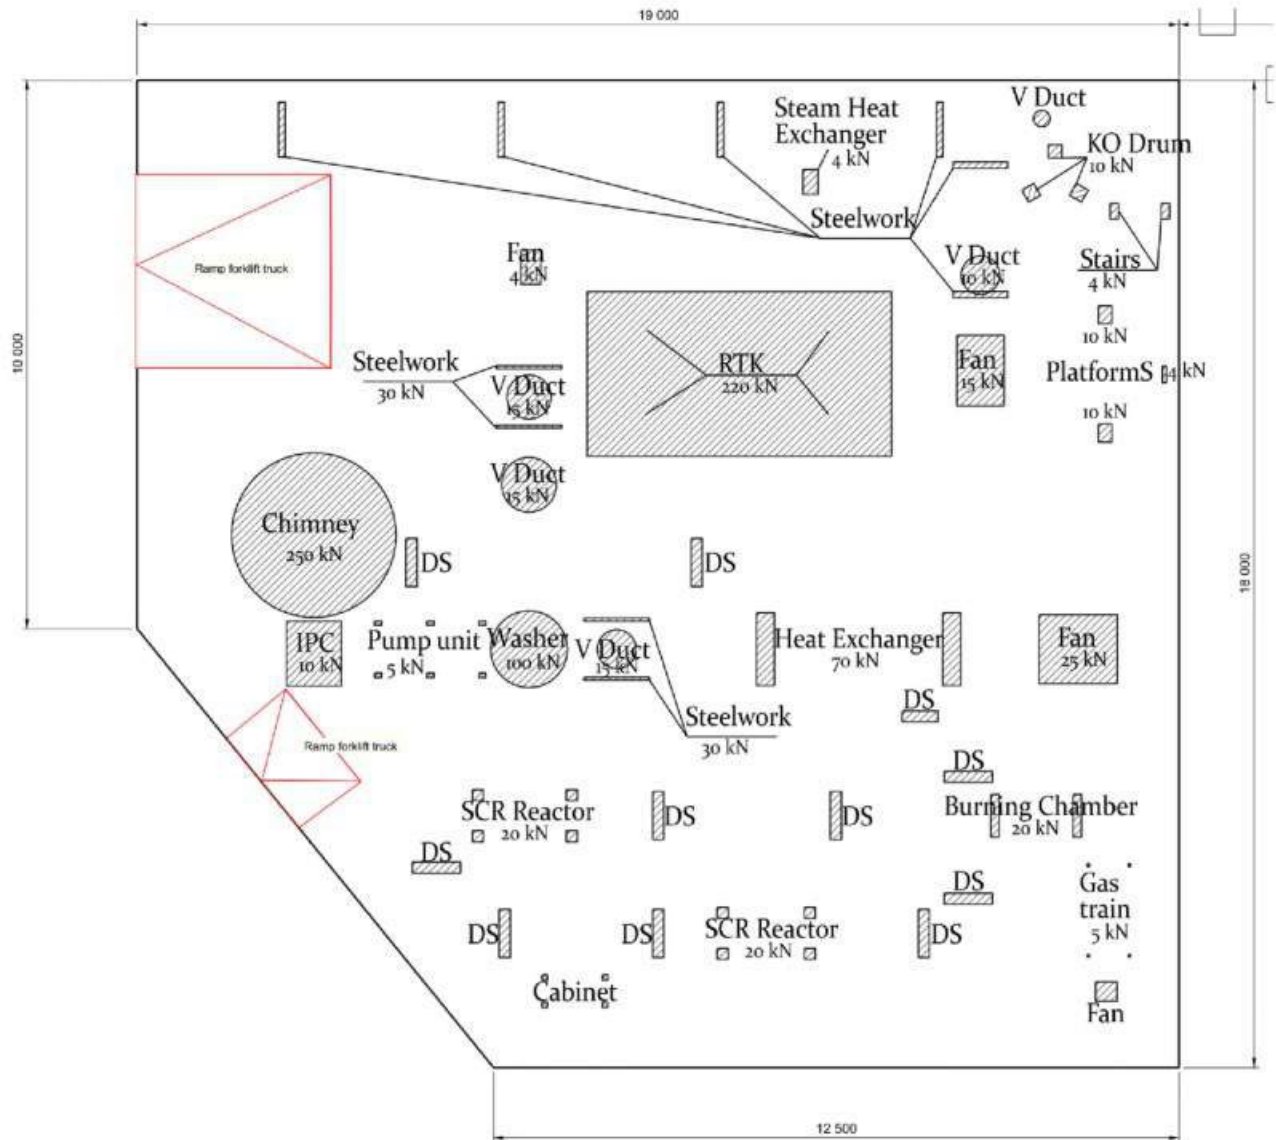 19 000
V Duct
Steam Heat
Exchanger
4 kN
KO Drum
10 kN
Steelwork
Ramp forklift truck
Fan
4 kN
V Duct
10 kN
Stairs
4 kN
10 kN
10 000
Steelwork
30 kN
V Duct
15 kN
RTK
220 kN
Fan
15 kN
PlatformS
4 kN
10 kN
V Duct
15 kN
Chimney
250 kN
DS
DS
18 000
IPC
10 kN
Pump unit
5 kN
Washer
100 kN
V Duct
15 kN
Heat Exchanger
70 kN
Fan
25 kN
DS
Steelwork
30 kN
Ramp forklift truck
DS
SCR Reactor
20 kN
DS
DS
Burning Chamber
20 kN
DS
DS
Gas
train
5 kN
DS
DS
SCR Reactor
20 kN
DS
Cabinet
Fan
12 500